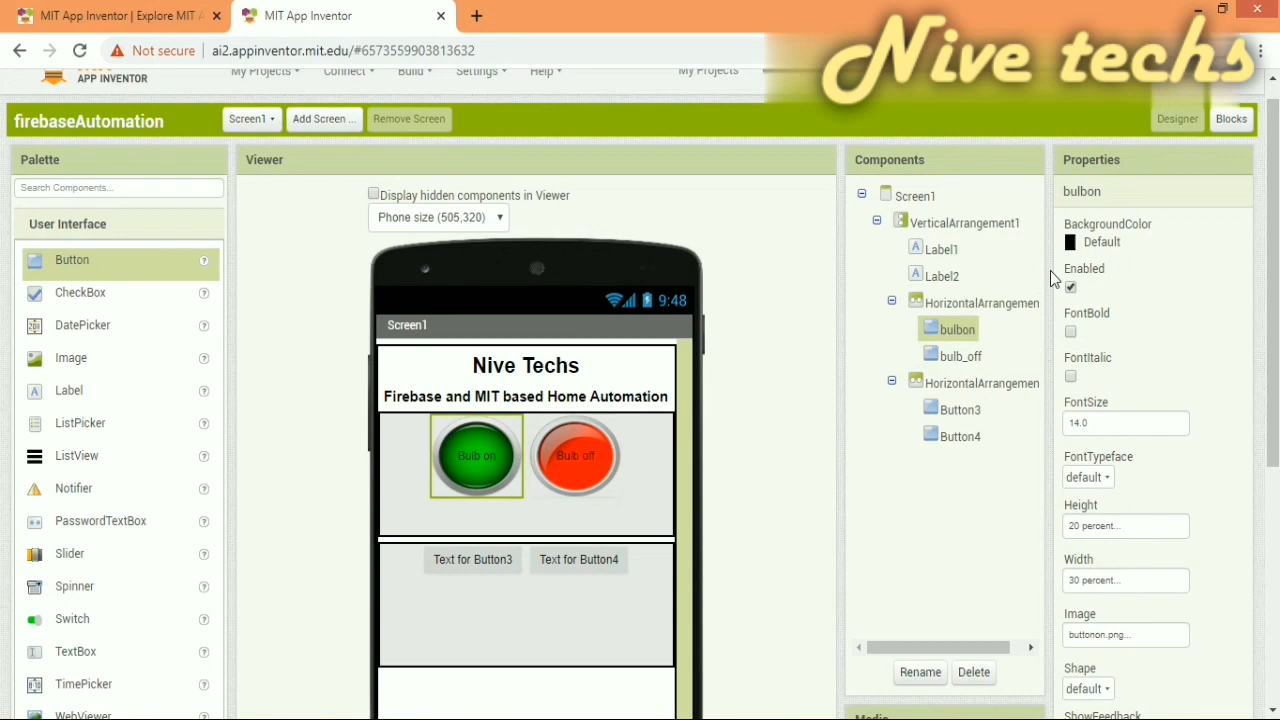 MIT App Inventor | Explore MIT A
MIT App Inventor
Not secure
ai2.appinventor.mit.edu/#6573559903813632
Nive techs
APP INVENTOR
My Projects
Connect
Build
Settings
Help
My Projects
firebaseAutomation
Screen1
Add Screen ...
Remove Screen
Designer
Blocks
Palette
Viewer
Components
Properties
Search Components...
User Interface
Button
CheckBox
DatePicker
Image
Label
ListPicker
ListView
Notifier
PasswordTextBox
Slider
Spinner
Switch
TextBox
TimePicker
WebViewer
Display hidden components in Viewer
Phone size (505,320)
9:48
Screen1
Nive Techs
Firebase and MIT based Home Automation
Bulb on
Bulb off
Text for Button3
Text for Button4
Screen1
VerticalArrangement1
Label1
Label2
HorizontalArrangemen
bulbon
bulb_off
HorizontalArrangemen
Button3
Button4
Rename
Delete
Media
bulbon
BackgroundColor
Default
Enabled
FontBold
FontItalic
FontSize
14.0
FontTypeface
default
Height
20 percent...
Width
30 percent...
Image
buttonon.png...
Shape
default
ShowFeedback